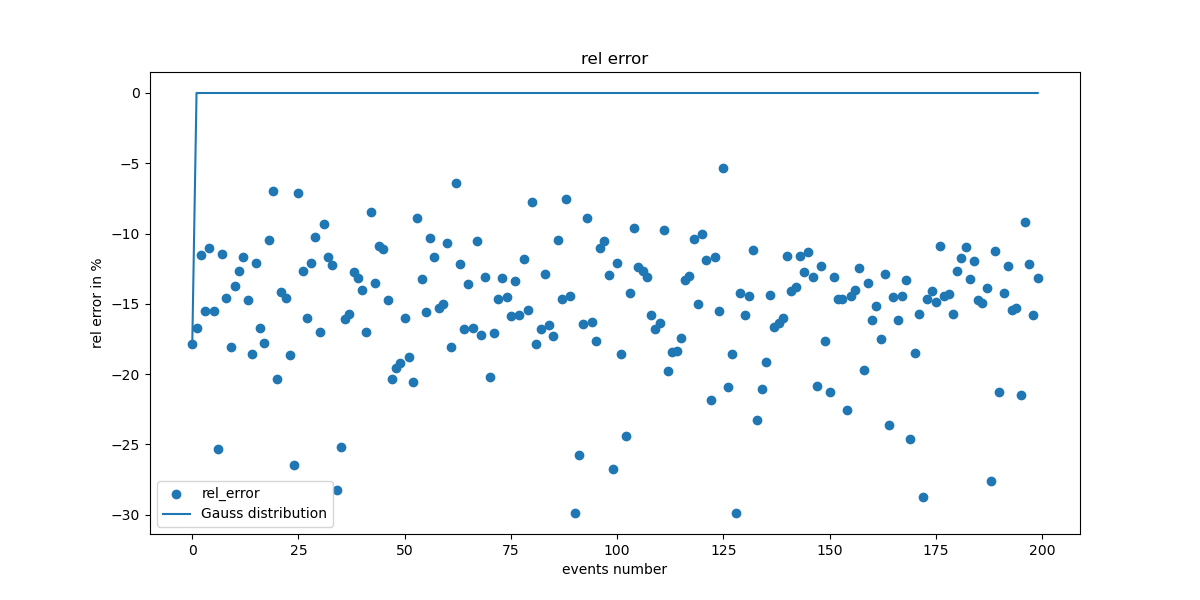 rel error
0
−5
−10
−15
−20
−25
−30
rel error in %
rel_error
Gauss distribution
0 25 50 75 100 125 150 175 200
events number